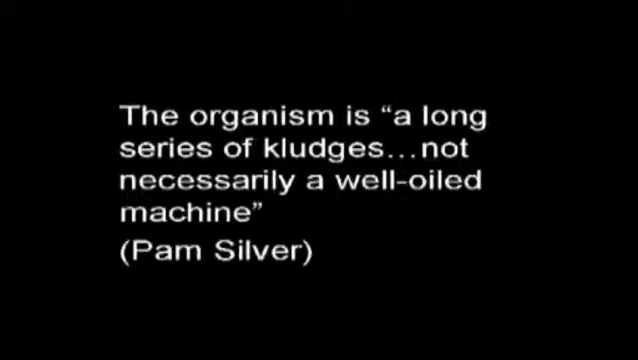 The organism is “a long
series of kludges…not
necessarily a well-oiled
machine”
(Pam Silver)